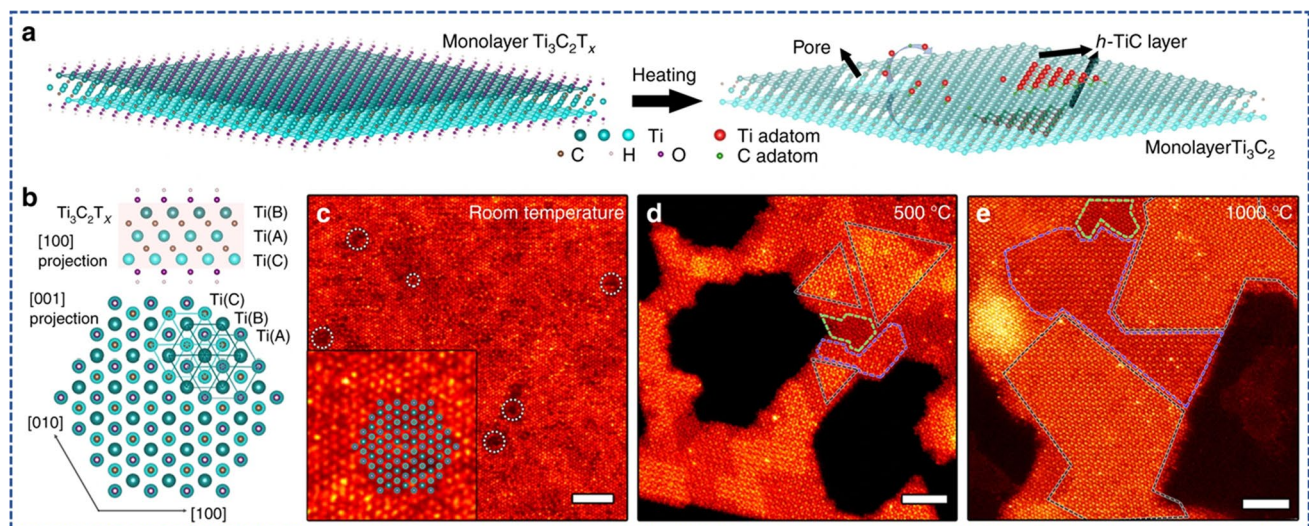 a
Monolayer Ti₃C₂Tₓ
Heating
Pore
h-TiC layer
Ti
Ti adatom
C
H
O
C adatom
MonolayerTi₃C₂
b
Ti₃C₂Tₓ
[100]
projection
Ti(B)
Ti(A)
Ti(C)
[001]
projection
Ti(C)
Ti(B)
Ti(A)
[010]
[100]
c
Room temperature
d
500 °C
e
1000 °C